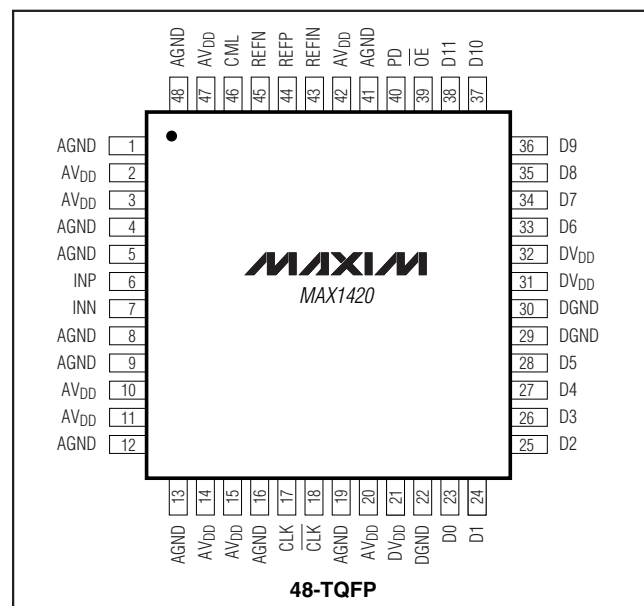 AGND AVDD CML REFN REFP REFIN AVDD AGND PD OE D11 D10
48 47 46 45 44 43 42 41 40 39 38 37
AGND 1 36 D9
AVDD 2 35 D8
AVDD 3 34 D7
AGND 4 33 D6
AGND 5 32 DVDD
INP 6 31 DVDD
INN 7 30 DGND
AGND 8 29 DGND
AGND 9 28 D5
AVDD 10 27 D4
AVDD 11 26 D3
AGND 12 25 D2
MAXIM
MAX1420
13 14 15 16 17 18 19 20 21 22 23 24
AGND AVDD AVDD AGND CLK CLK AGND AVDD DVDD DGND D0 D1
48-TQFP